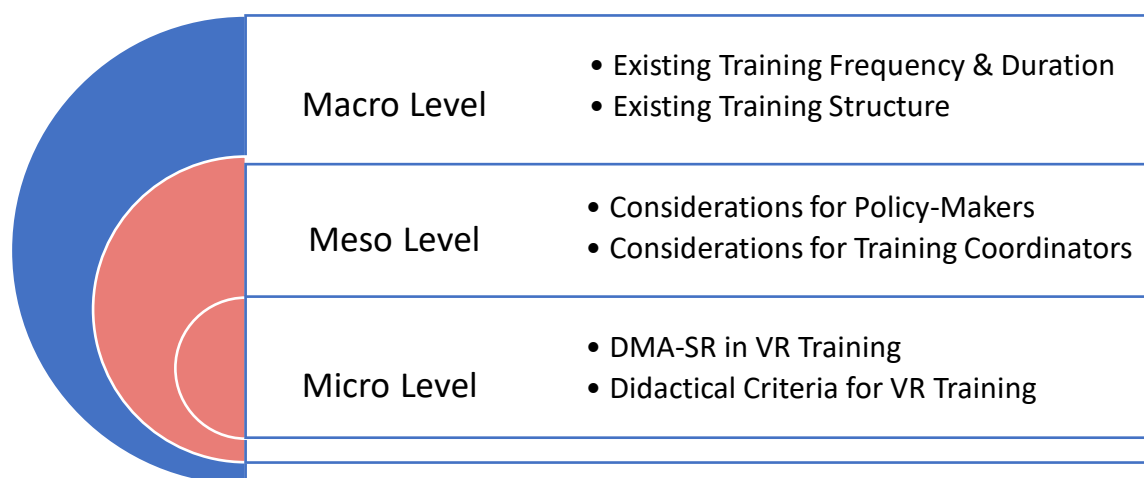 Macro Level
• Existing Training Frequency & Duration
• Existing Training Structure
Meso Level
• Considerations for Policy-Makers
• Considerations for Training Coordinators
Micro Level
• DMA-SR in VR Training
• Didactical Criteria for VR Training